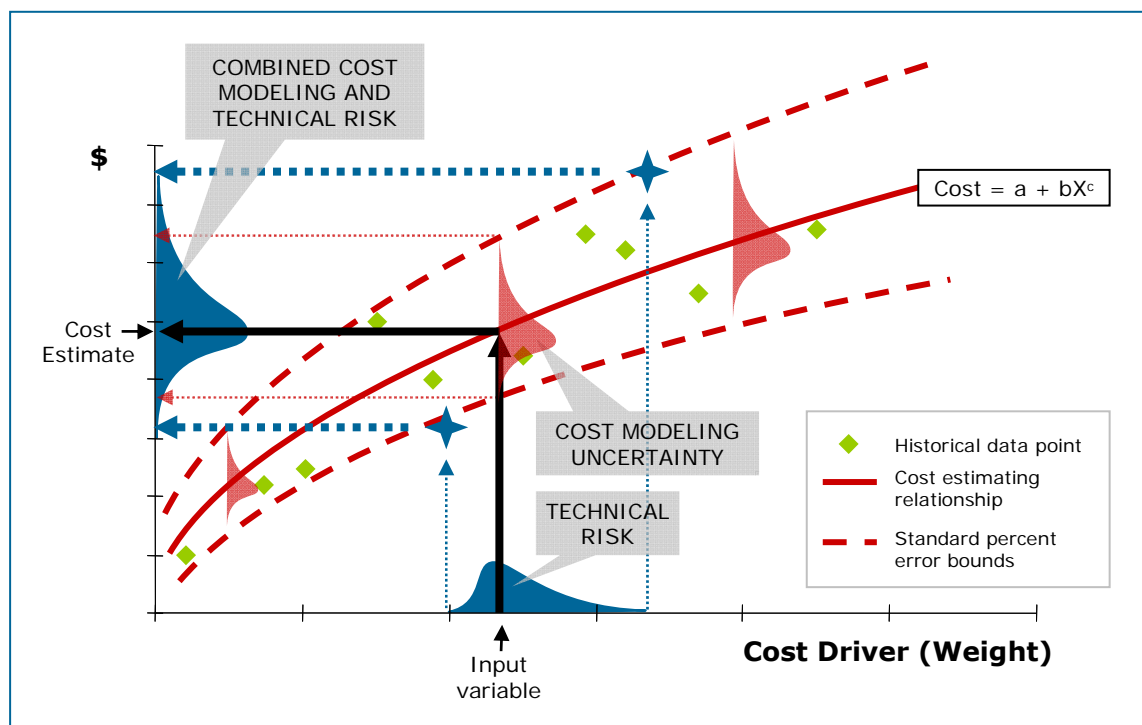 COMBINED COST
MODELING AND
TECHNICAL RISK
$
Cost = a + bXᶜ
Cost
Estimate
COST MODELING
UNCERTAINTY
TECHNICAL
RISK
Historical data point
Cost estimating
relationship
Standard percent
error bounds
Input
variable
Cost Driver (Weight)